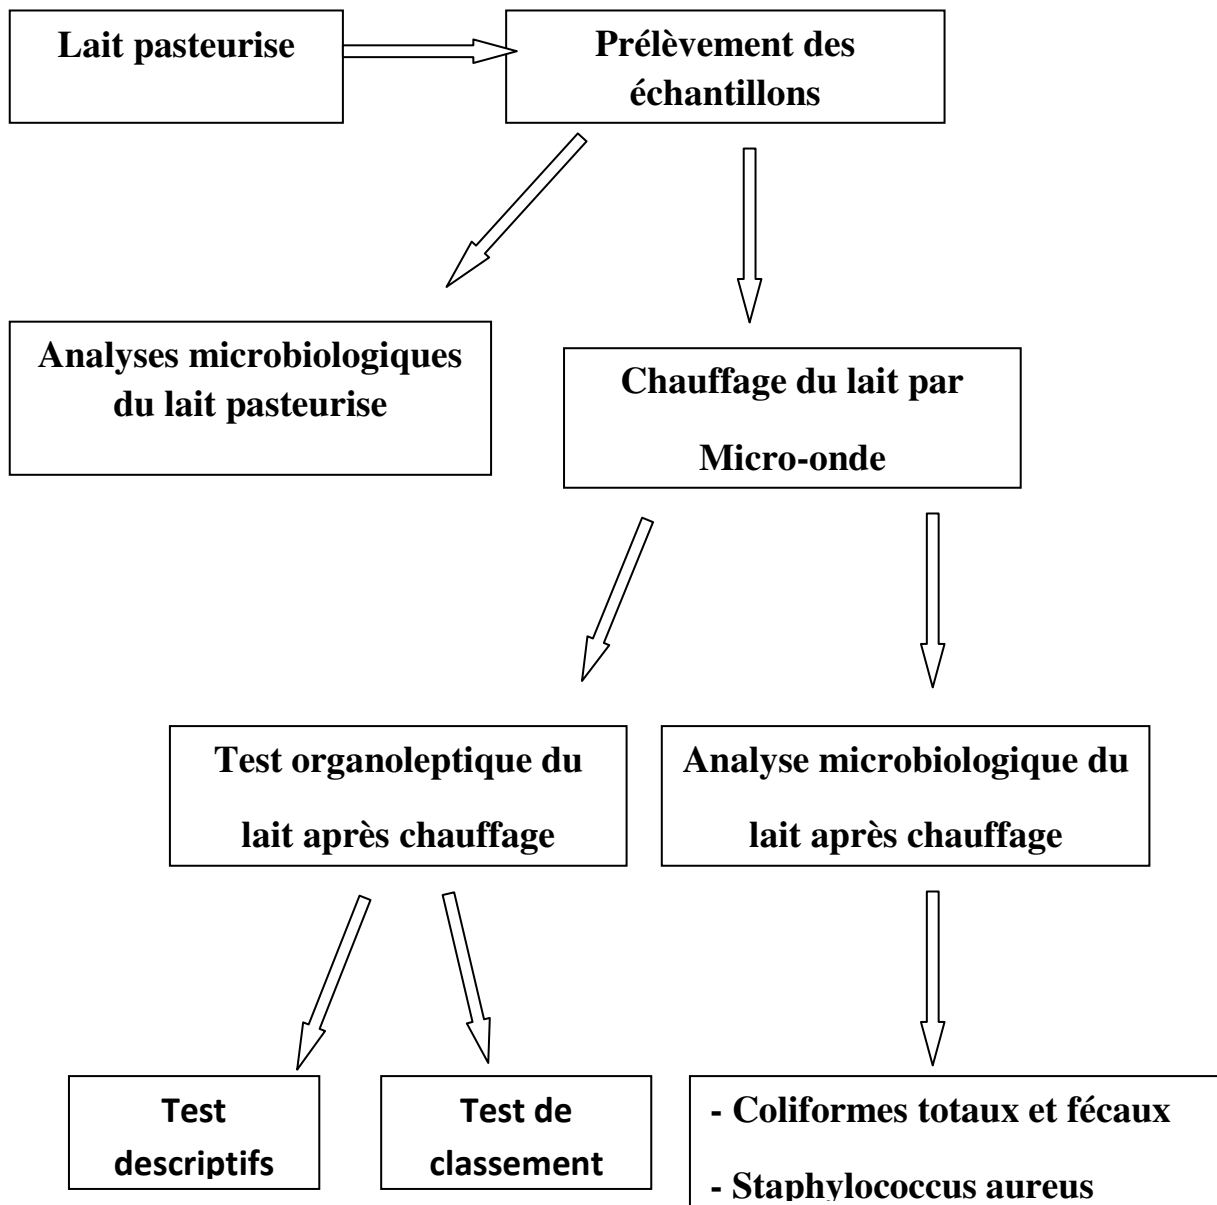 Lait pasteurise
Prélèvement des
échantillons
Analyses microbiologiques
du lait pasteurise
Chauffage du lait par
Micro-onde
Test organoleptique du
lait après chauffage
Analyse microbiologique du
lait après chauffage
Test
descriptifs
Test de
classement
- Coliformes totaux et fécaux
- Staphylococcus aureus